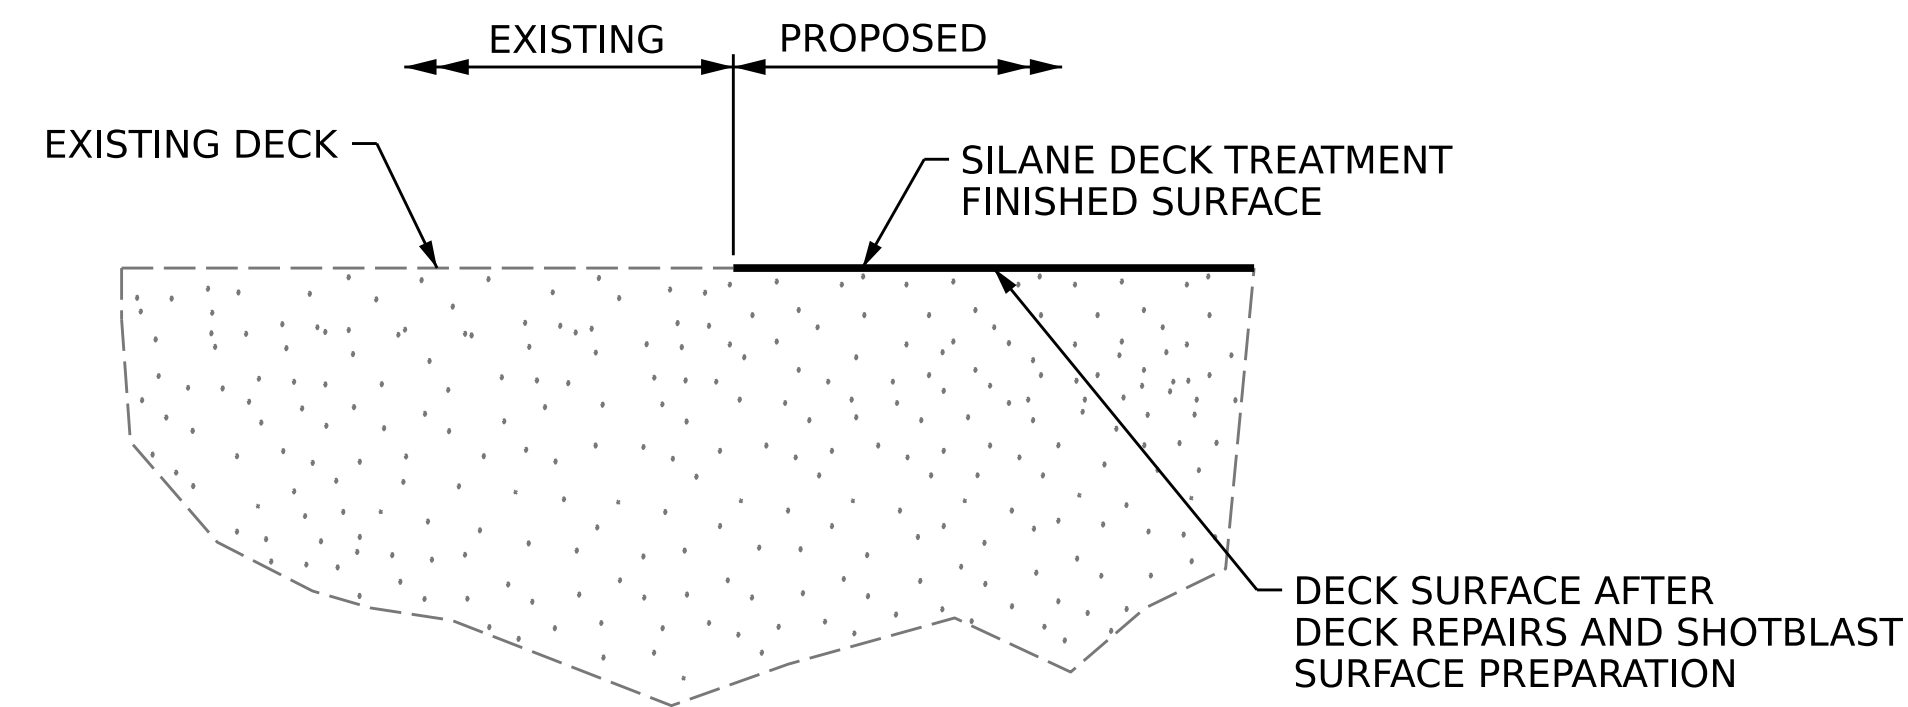 EXISTING
PROPOSED
EXISTING DECK
SILANE DECK TREATMENT
FINISHED SURFACE
DECK SURFACE AFTER
DECK REPAIRS AND SHOTBLAST
SURFACE PREPARATION